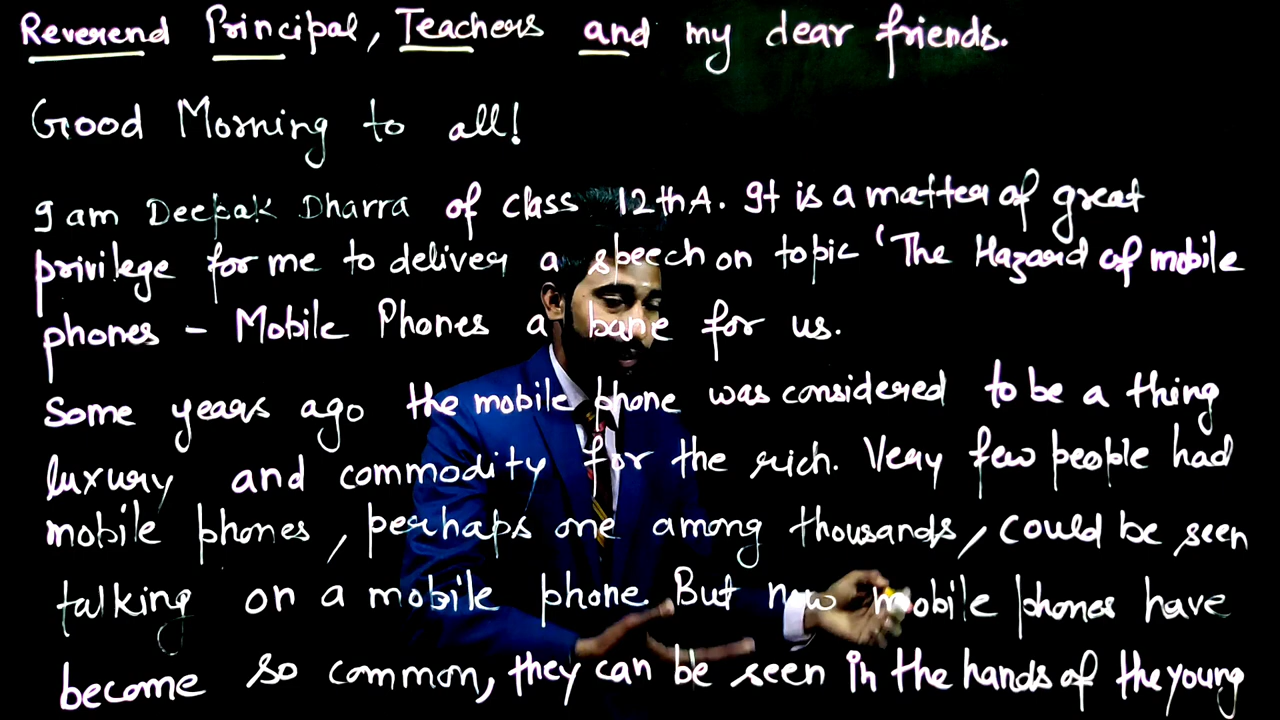 Reverend Principal, Teachers and my dear friends.
Good Morning to all!
I am Deepak Dharra of class 12th A. It is a matter of great
privilege for me to deliver a speech on topic 'The Hazard of mobile
phones - Mobile Phones a bane for us.
Some years ago the mobile phone was considered to be a thing
luxury and commodity for the rich. Very few people had
mobile phones, perhaps one among thousands, could be seen
talking on a mobile phone. But now mobile phones have
become so common, they can be seen in the hands of the young